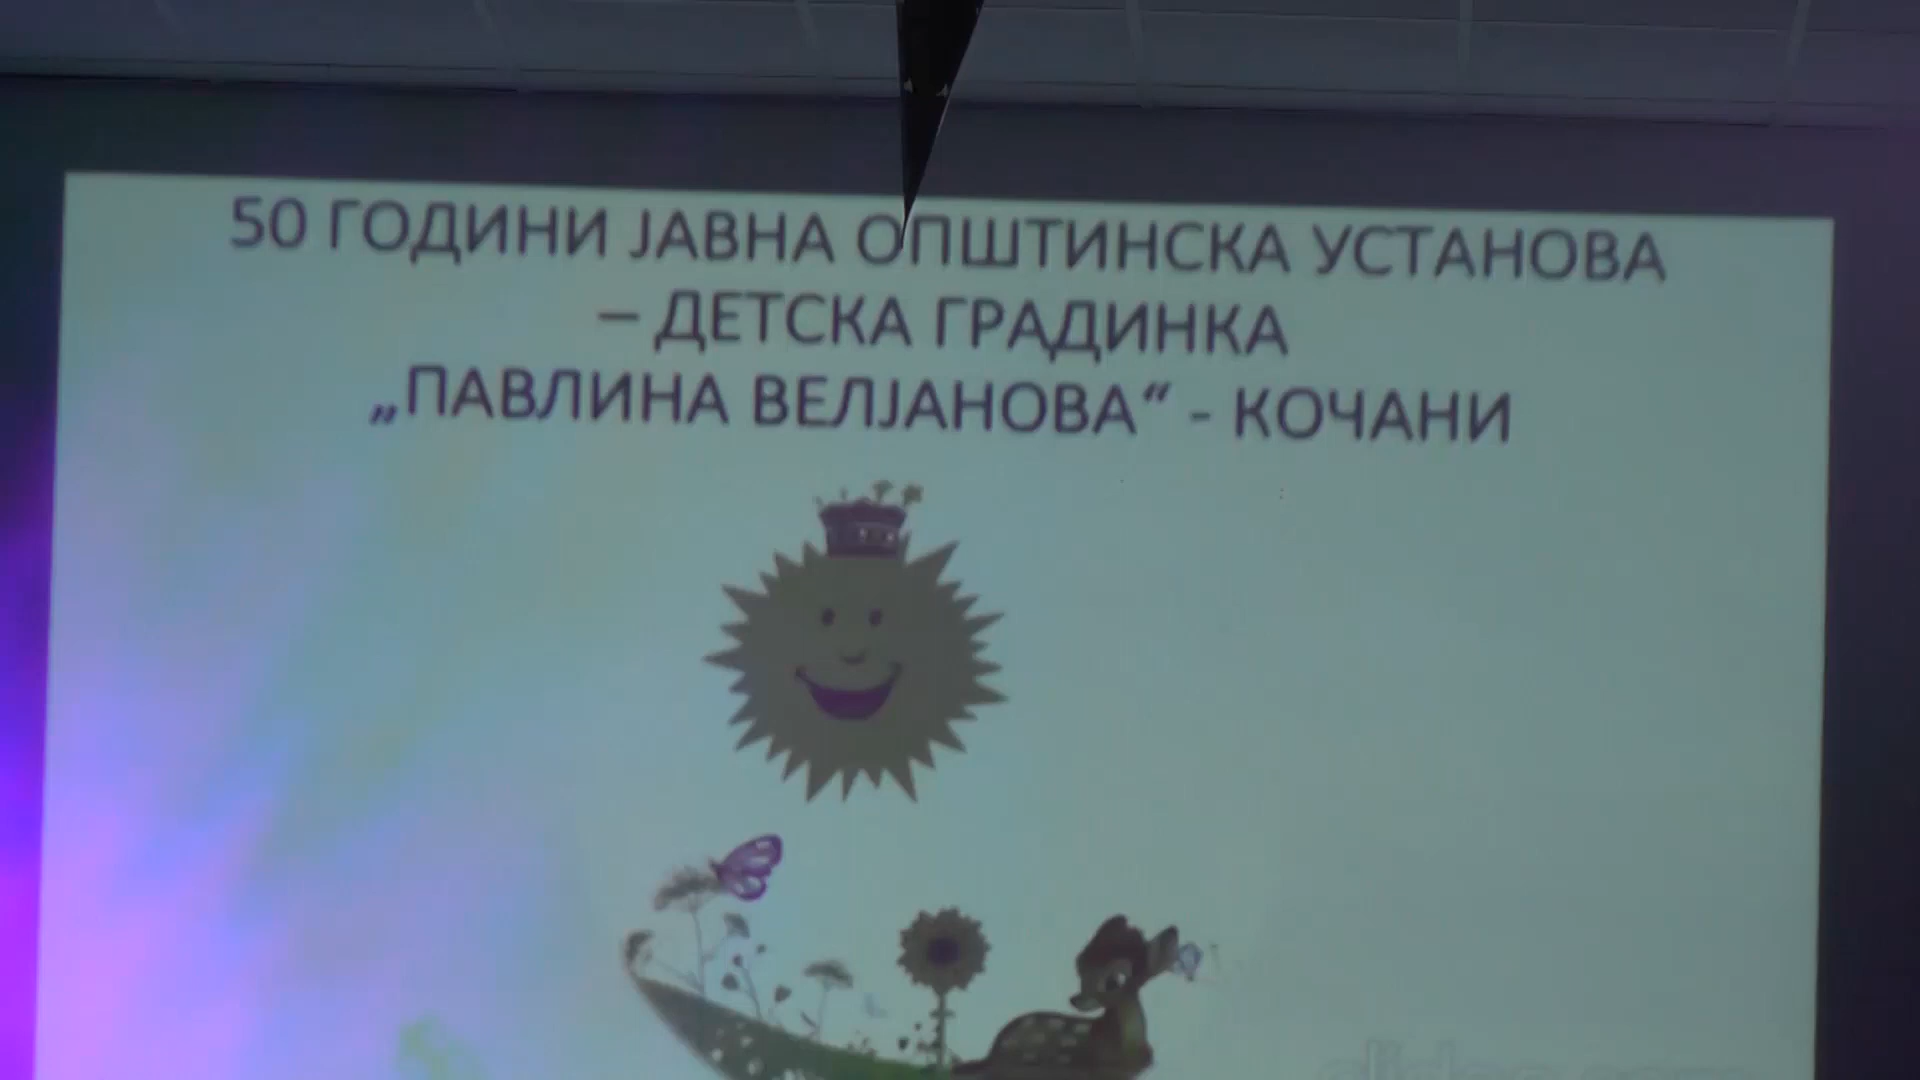 50 ГОДИНИ ЈАВНА ОПШТИНСКА УСТАНОВА
– ДЕТСКА ГРАДИНКА
„ПАВЛИНА ВЕЛЈАНОВА“ - КОЧАНИ